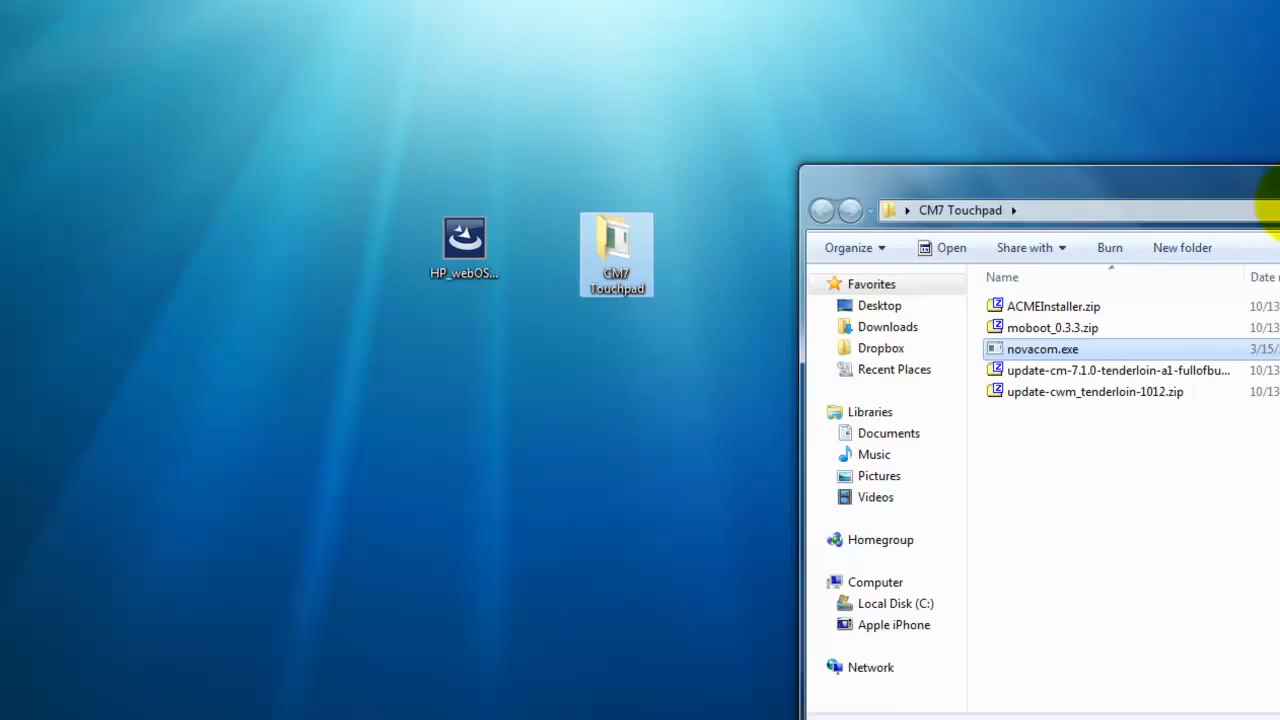 HP_webOS...
CM7
Touchpad
CM7 Touchpad
Organize
Open
Share with
Burn
New folder
Favorites
Desktop
Downloads
Dropbox
Recent Places
Libraries
Documents
Music
Pictures
Videos
Homegroup
Computer
Local Disk (C:)
Apple iPhone
Network
Name Date
ACMEInstaller.zip 10/13
moboot_0.3.3.zip 10/13
novacom.exe 3/15/
update-cm-7.1.0-tenderloin-a1-fullofbu... 10/13
update-cwm_tenderloin-1012.zip 10/13